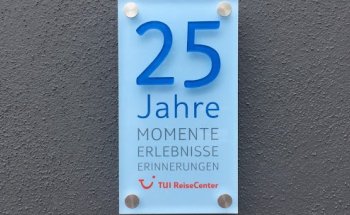 25
Jahre
MOMENTE
ERLEBNISSE
ERINNERUNGEN
TUI ReiseCenter